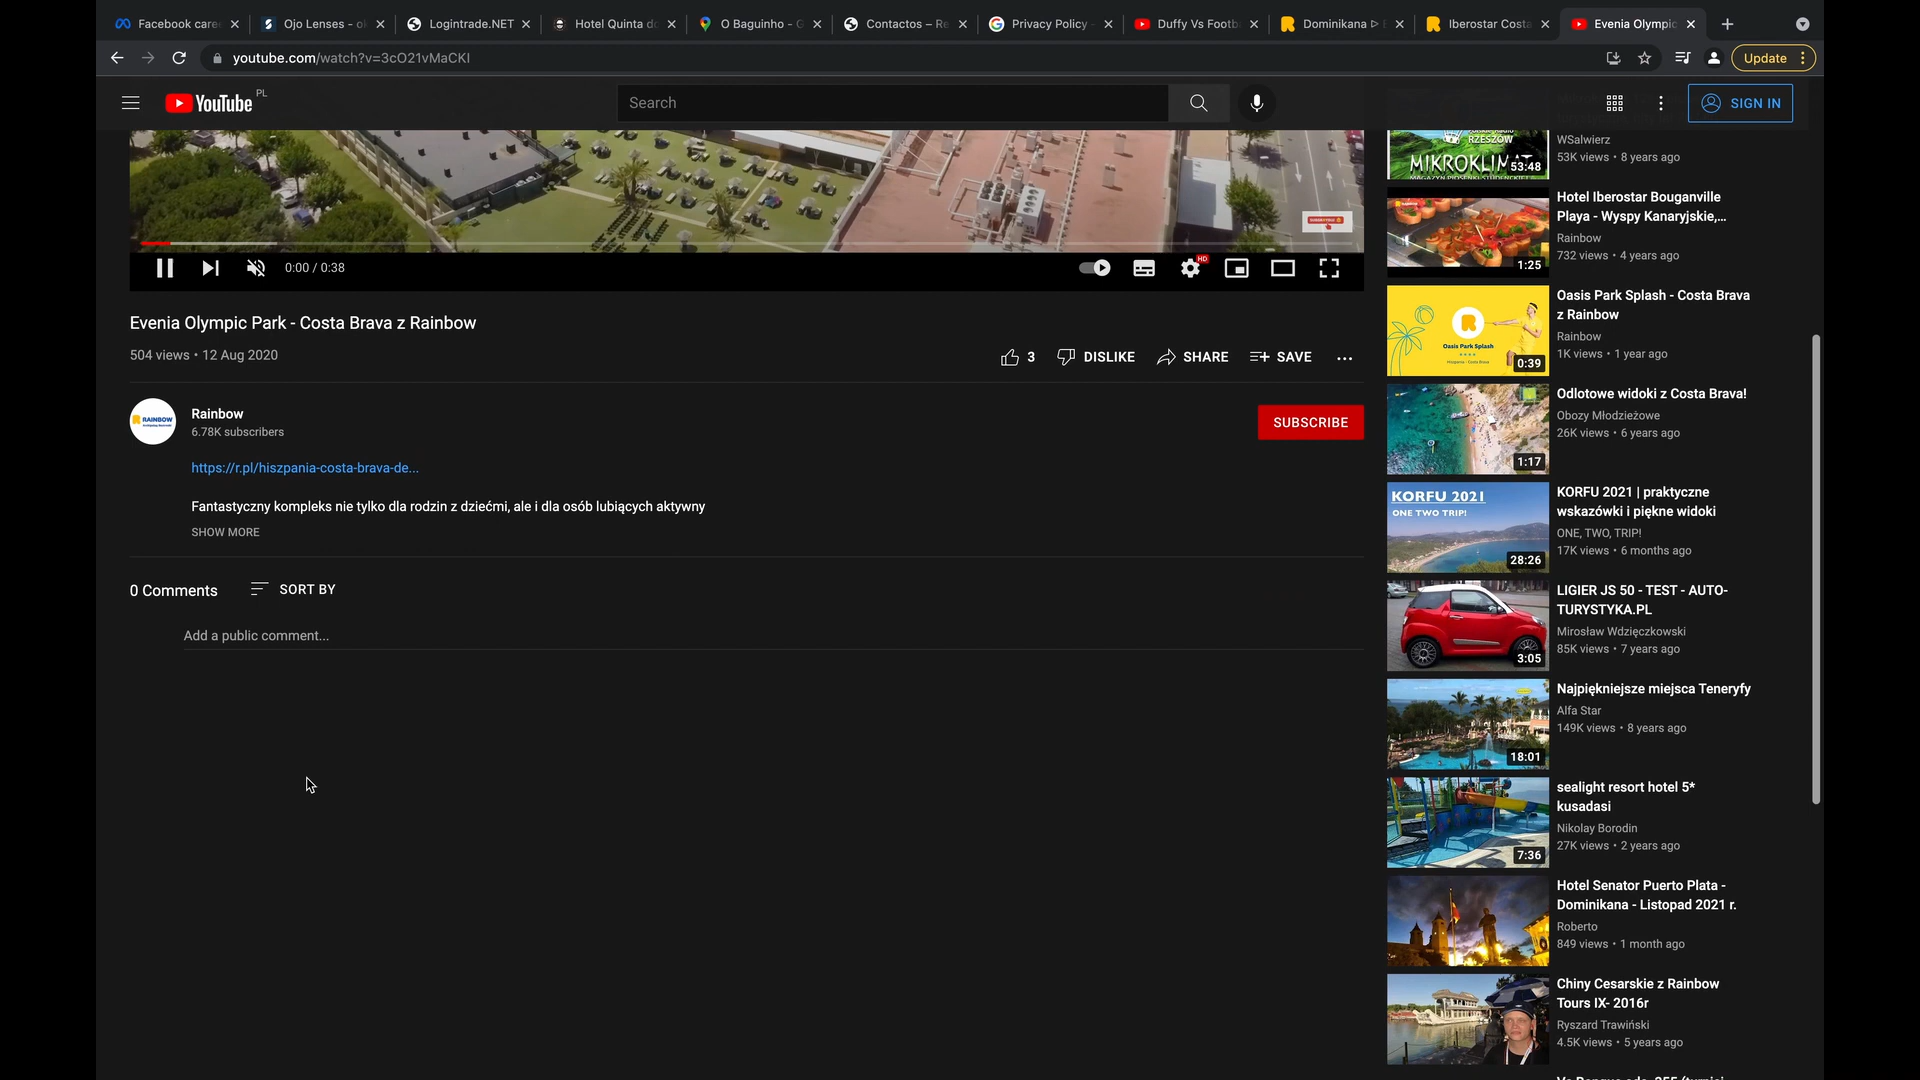 Facebook care
Ojo Lenses - o
Logintrade.NET
Hotel Quinta d
O Baguinho - G
Contactos – Re
Privacy Policy -
Duffy Vs Footb
Dominikana ᐅ
Iberostar Costa
Evenia Olympic
youtube.com/watch?v=3cO21vMaCKI
Update
YouTube PL
Search
SIGN IN
0:00 / 0:38
HD
Evenia Olympic Park - Costa Brava z Rainbow
504 views • 12 Aug 2020
3
DISLIKE
SHARE
SAVE
RAINBOW
Rainbow
6.78K subscribers
SUBSCRIBE
https://r.pl/hiszpania-costa-brava-de...
Fantastyczny kompleks nie tylko dla rodzin z dziećmi, ale i dla osób lubiących aktywny
SHOW MORE
0 Comments
SORT BY
Add a public comment...
RZESZÓW
53:48
WSalwierz
53K views • 8 years ago
1:25
Hotel Iberostar Bouganville
Playa - Wyspy Kanaryjskie,...
Rainbow
732 views • 4 years ago
Oasis Park Splash
0:39
Oasis Park Splash - Costa Brava
z Rainbow
Rainbow
1K views • 1 year ago
1:17
Odlotowe widoki z Costa Brava!
Obozy Młodzieżowe
26K views • 6 years ago
KORFU 2021
ONE TWO TRIP!
28:26
KORFU 2021 | praktyczne
wskazówki i piękne widoki
ONE, TWO, TRIP!
17K views • 6 months ago
3:05
LIGIER JS 50 - TEST - AUTO-
TURYSTYKA.PL
Mirosław Wdzięczkowski
85K views • 7 years ago
18:01
Najpiękniejsze miejsca Teneryfy
Alfa Star
149K views • 8 years ago
7:36
sealight resort hotel 5*
kusadasi
Nikolay Borodin
27K views • 2 years ago
Hotel Senator Puerto Plata -
Dominikana - Listopad 2021 r.
Roberto
849 views • 1 month ago
Chiny Cesarskie z Rainbow
Tours IX- 2016r
Ryszard Trawiński
4.5K views • 5 years ago